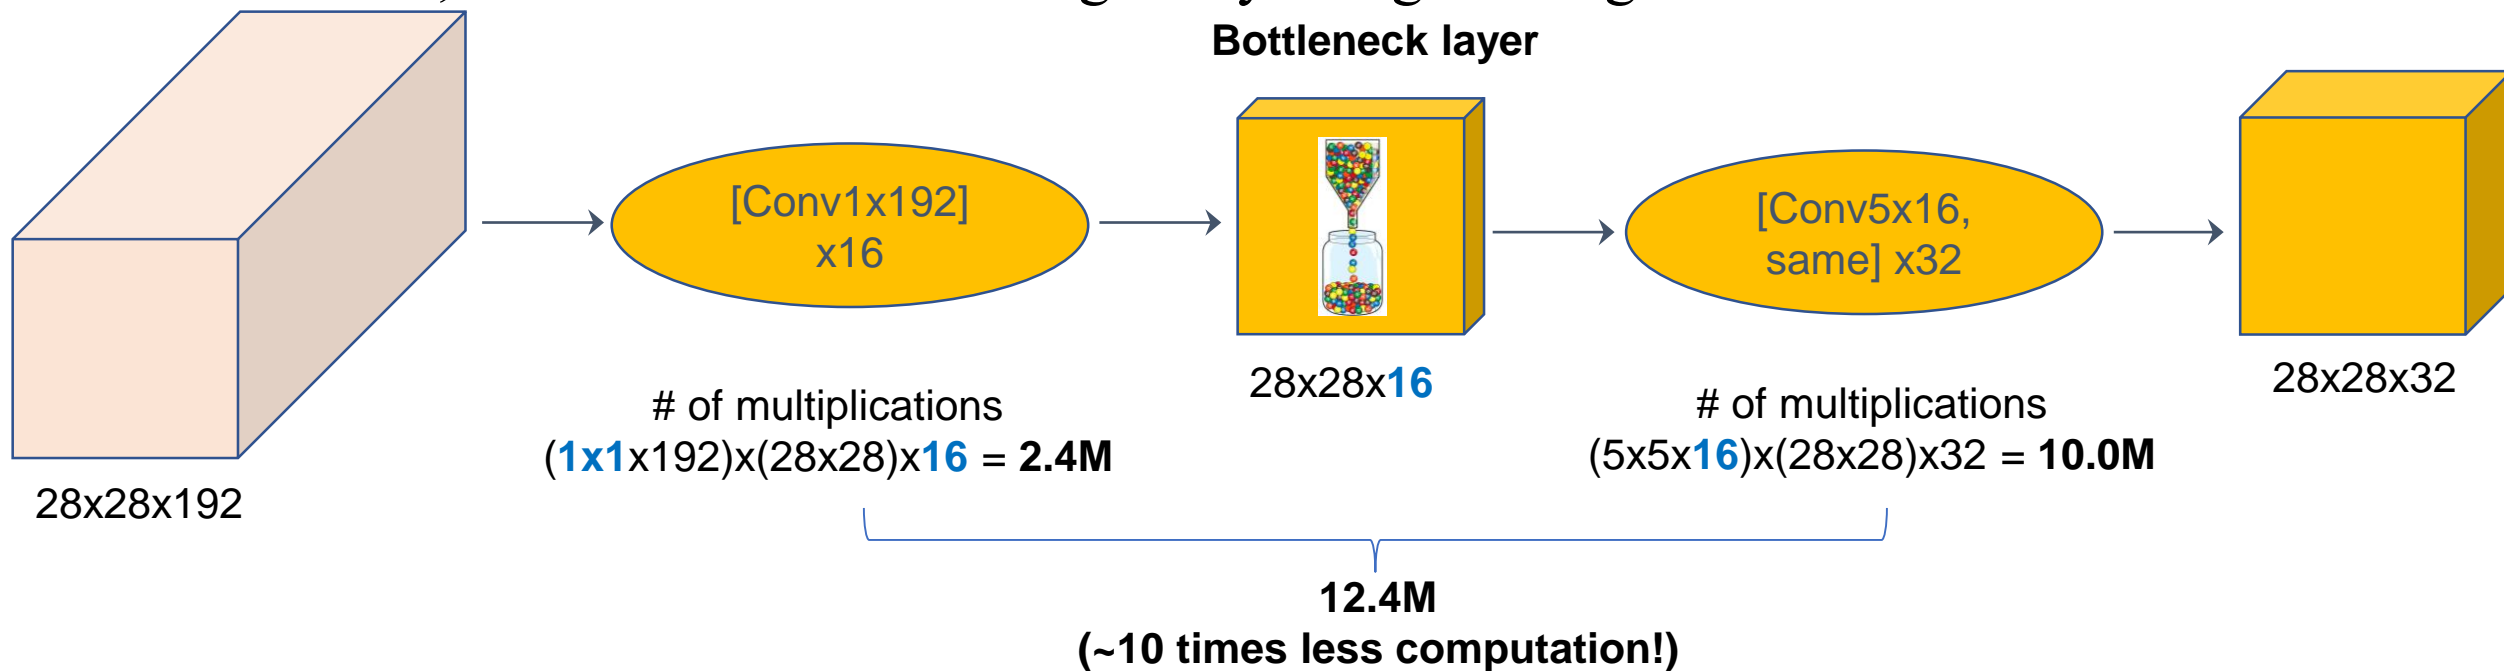 Bottleneck layer
[Conv1x192]
x16
[Conv5x16,
same] x32
28x28x192
# of multiplications
(1x1x192)x(28x28)x16 = 2.4M
28x28x16
# of multiplications
(5x5x16)x(28x28)x32 = 10.0M
28x28x32
12.4M
(~10 times less computation!)